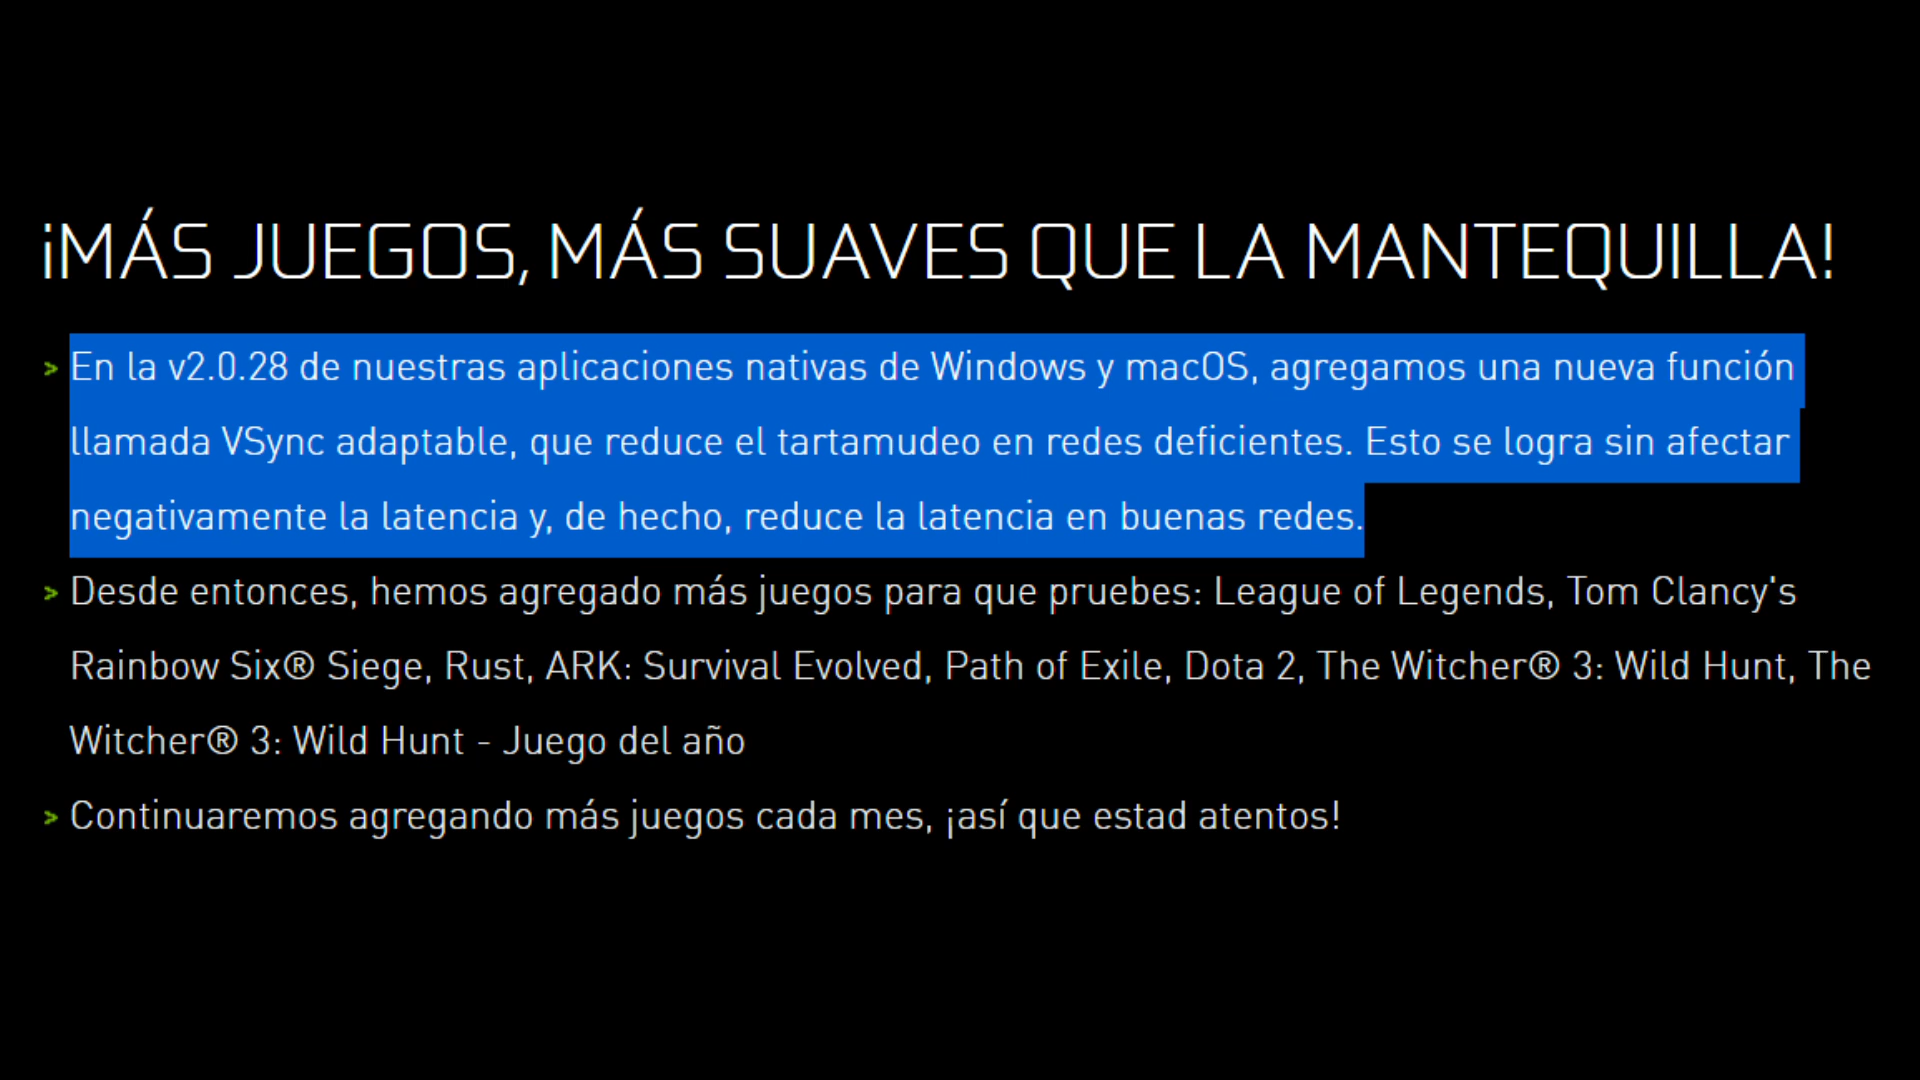 ¡MÁS JUEGOS, MÁS SUAVES QUE LA MANTEQUILLA!
> En la v2.0.28 de nuestras aplicaciones nativas de Windows y macOS, agregamos una nueva función
llamada VSync adaptable, que reduce el tartamudeo en redes deficientes. Esto se logra sin afectar
negativamente la latencia y, de hecho, reduce la latencia en buenas redes.
> Desde entonces, hemos agregado más juegos para que pruebes: League of Legends, Tom Clancy's
Rainbow Six® Siege, Rust, ARK: Survival Evolved, Path of Exile, Dota 2, The Witcher® 3: Wild Hunt, The
Witcher® 3: Wild Hunt - Juego del año
> Continuaremos agregando más juegos cada mes, ¡así que estad atentos!